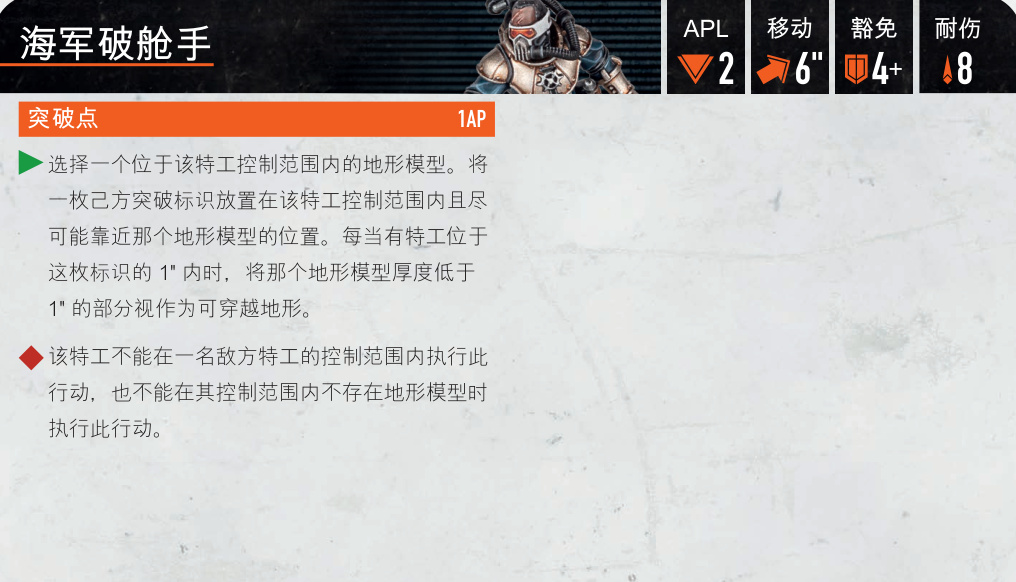 海军破舱手
APL 移动 豁免 耐伤
2 6" 4+ 8
突破点 1AP
选择一个位于该特工控制范围内的地形模型。将
一枚己方突破标识放置在该特工控制范围内且尽
可能靠近那个地形模型的位置。每当有特工位于
这枚标识的 1" 内时，将那个地形模型厚度低于
1" 的部分视作为可穿越地形。
该特工不能在一名敌方特工的控制范围内执行此
行动，也不能在其控制范围内不存在地形模型时
执行此行动。